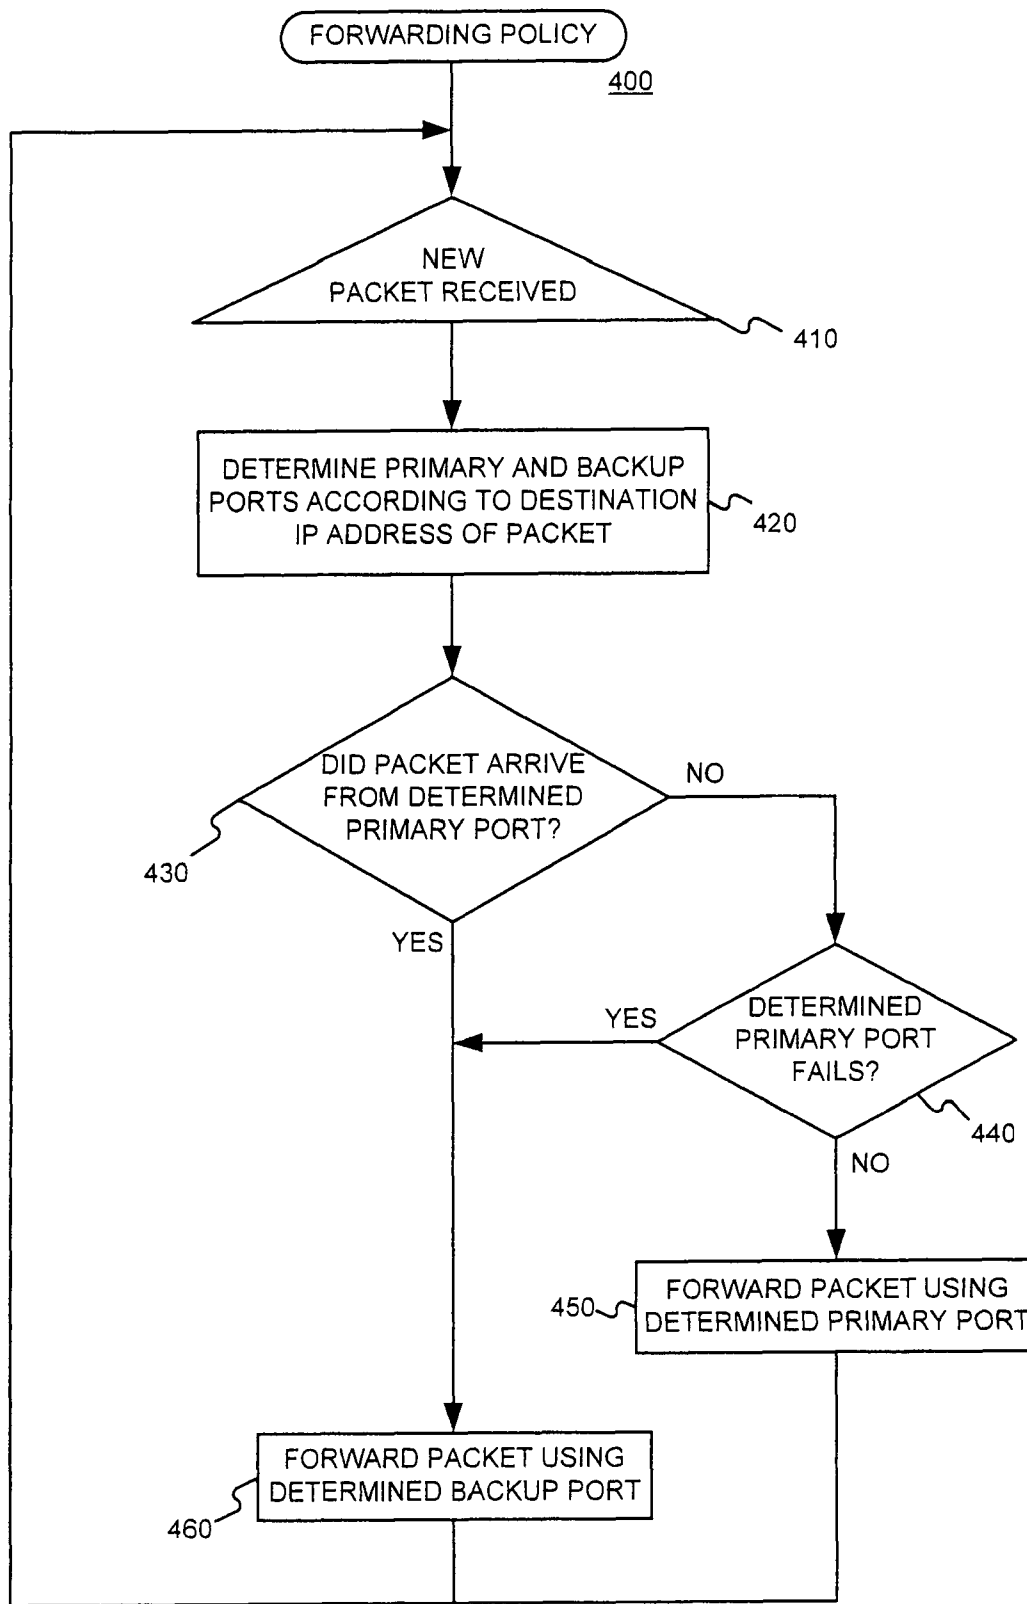 FORWARDING POLICY
400
NEW
PACKET RECEIVED
410
DETERMINE PRIMARY AND BACKUP
PORTS ACCORDING TO DESTINATION
IP ADDRESS OF PACKET
420
DID PACKET ARRIVE
FROM DETERMINED
PRIMARY PORT?
NO
430
YES
DETERMINED
PRIMARY PORT
FAILS?
YES
440
NO
FORWARD PACKET USING
DETERMINED PRIMARY PORT
450
FORWARD PACKET USING
DETERMINED BACKUP PORT
460